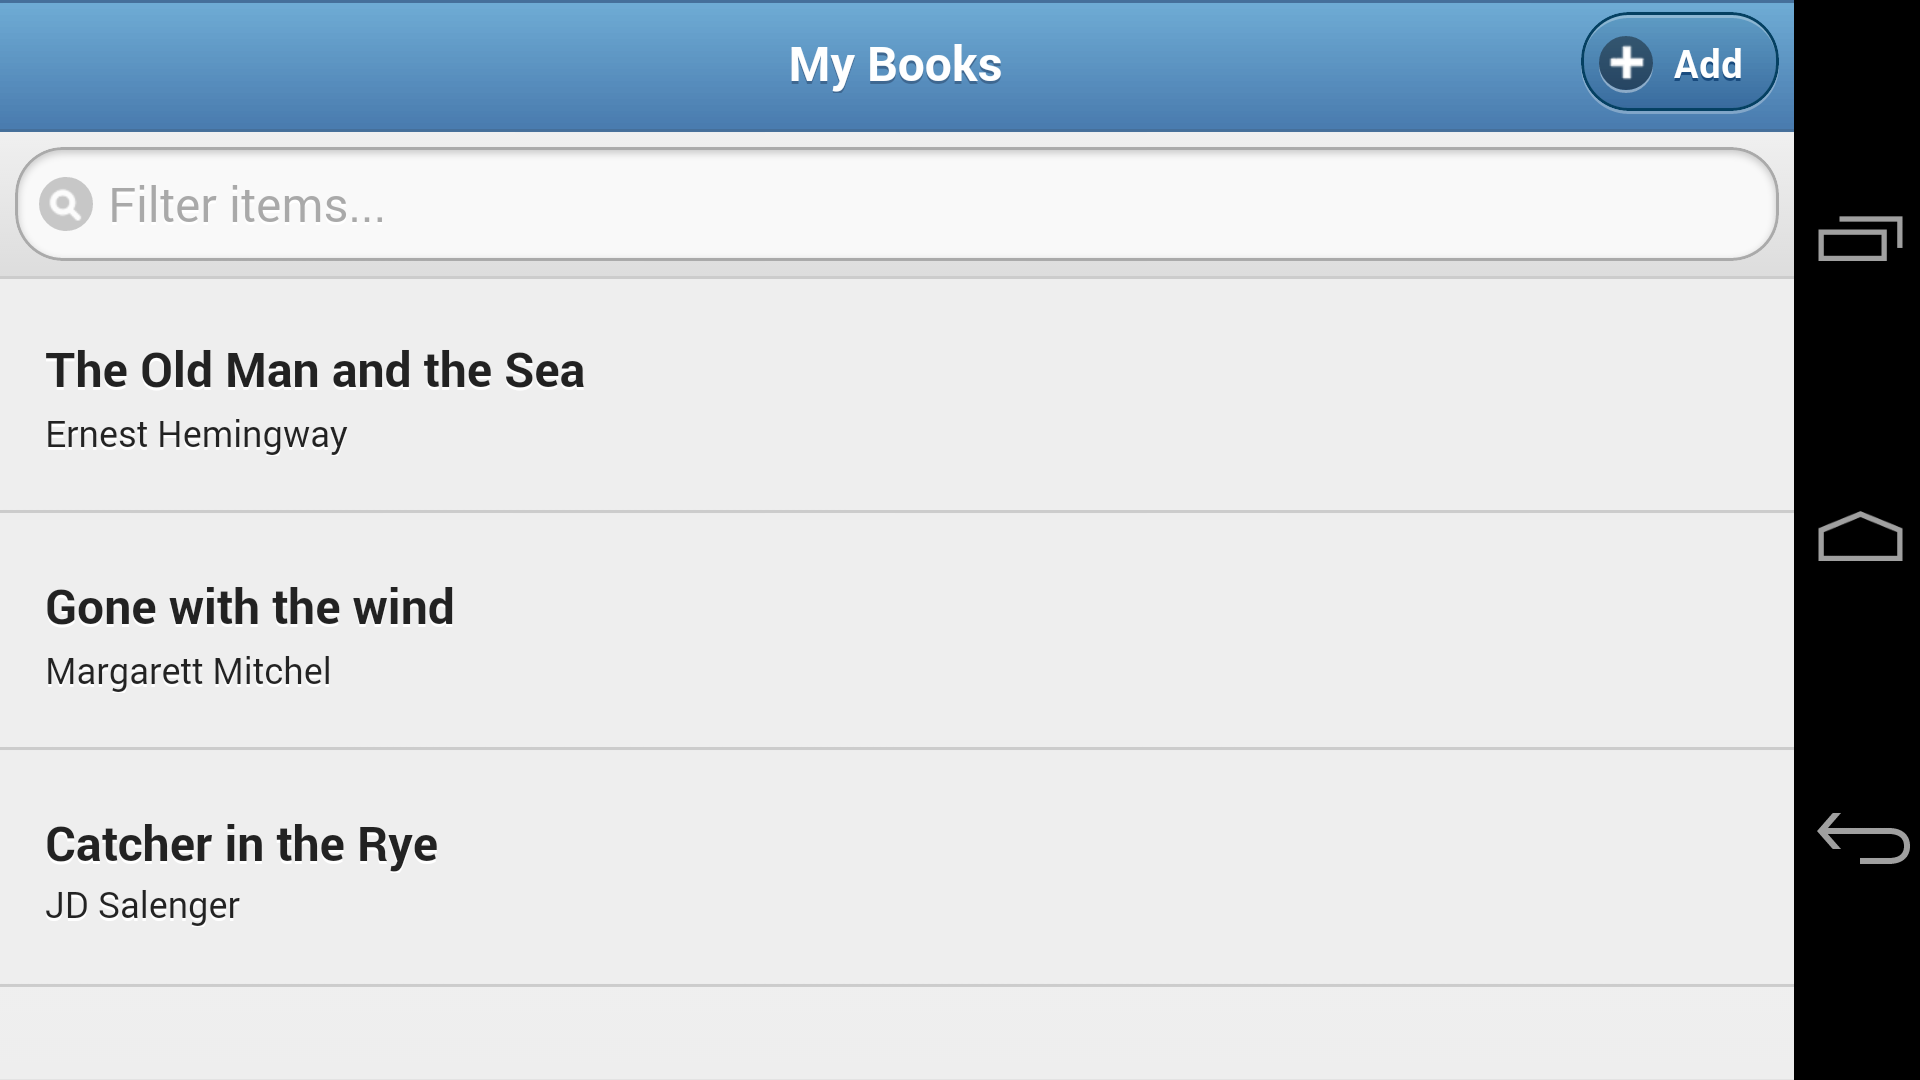 My Books
Add
Filter items...
The Old Man and the Sea
Ernest Hemingway
Gone with the wind
Margarett Mitchel
Catcher in the Rye
JD Salenger